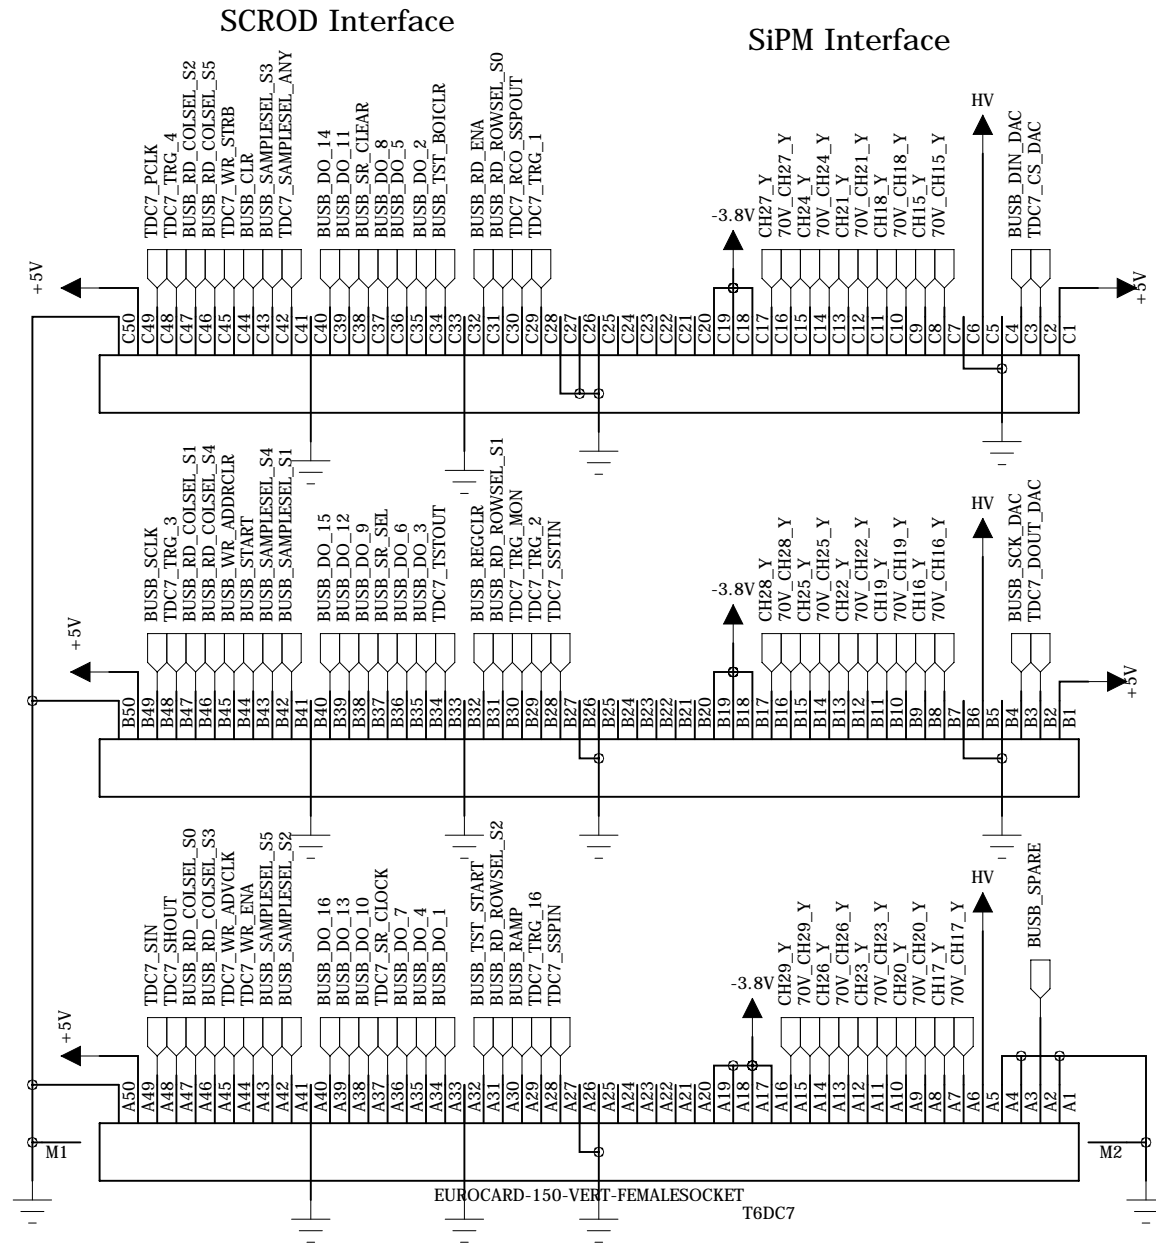 SCROD Interface
SiPM Interface
TDC7_PCLK
TDC7_TRG_4
BUSB_RD_COLSEL_S2
BUSB_RD_COLSEL_S5
TDC7_WR_STRB
BUSB_CLR
BUSB_SAMPLESEL_S3
TDC7_SAMPLESEL_ANY
BUSB_DO_14
BUSB_DO_11
BUSB_SR_CLEAR
BUSB_DO_8
BUSB_DO_5
BUSB_DO_2
BUSB_TST_BOICLR
BUSB_RD_ENA
BUSB_RD_ROWSEL_S0
TDC7_RCO_SSPOUT
TDC7_TRG_1
-3.8V
CH27_Y
70V_CH27_Y
CH24_Y
70V_CH24_Y
CH21_Y
70V_CH21_Y
CH18_Y
70V_CH18_Y
CH15_Y
70V_CH15_Y
HV
BUSB_DIN_DAC
TDC7_CS_DAC
+5V
+5V
C50
C49
C48
C47
C46
C45
C44
C43
C42
C41
C40
C39
C38
C37
C36
C35
C34
C33
C32
C31
C30
C29
C28
C27
C26
C25
C24
C23
C22
C21
C20
C19
C18
C17
C16
C15
C14
C13
C12
C11
C10
C9
C8
C7
C6
C5
C4
C3
C2
C1
BUSB_SCLK
TDC7_TRG_3
BUSB_RD_COLSEL_S1
BUSB_RD_COLSEL_S4
BUSB_WR_ADDRCLR
BUSB_START
BUSB_SAMPLESEL_S4
BUSB_SAMPLESEL_S1
BUSB_DO_15
BUSB_DO_12
BUSB_DO_9
BUSB_SR_SEL
BUSB_DO_6
BUSB_DO_3
TDC7_TSTOUT
BUSB_REGCLR
BUSB_RD_ROWSEL_S1
TDC7_TRG_MON
TDC7_TRG_2
TDC7_SSTIN
-3.8V
CH28_Y
70V_CH28_Y
CH25_Y
70V_CH25_Y
CH22_Y
70V_CH22_Y
CH19_Y
70V_CH19_Y
CH16_Y
70V_CH16_Y
HV
BUSB_SCK_DAC
TDC7_DOUT_DAC
+5V
+5V
B50
B49
B48
B47
B46
B45
B44
B43
B42
B41
B40
B39
B38
B37
B36
B35
B34
B33
B32
B31
B30
B29
B28
B27
B26
B25
B24
B23
B22
B21
B20
B19
B18
B17
B16
B15
B14
B13
B12
B11
B10
B9
B8
B7
B6
B5
B4
B3
B2
B1
TDC7_SIN
TDC7_SHOUT
BUSB_RD_COLSEL_S0
BUSB_RD_COLSEL_S3
TDC7_WR_ADVCLK
TDC7_WR_ENA
BUSB_SAMPLESEL_S5
BUSB_SAMPLESEL_S2
BUSB_DO_16
BUSB_DO_13
BUSB_DO_10
TDC7_SR_CLOCK
BUSB_DO_7
BUSB_DO_4
BUSB_DO_1
BUSB_TST_START
BUSB_RD_ROWSEL_S2
BUSB_RAMP
TDC7_TRG_16
TDC7_SSPIN
-3.8V
CH29_Y
70V_CH29_Y
CH26_Y
70V_CH26_Y
CH23_Y
70V_CH23_Y
CH20_Y
70V_CH20_Y
CH17_Y
70V_CH17_Y
HV
BUSB_SPARE
+5V
A50
A49
A48
A47
A46
A45
A44
A43
A42
A41
A40
A39
A38
A37
A36
A35
A34
A33
A32
A31
A30
A29
A28
A27
A26
A25
A24
A23
A22
A21
A20
A19
A18
A17
A16
A15
A14
A13
A12
A11
A10
A9
A8
A7
A6
A5
A4
A3
A2
A1
M1
M2
EUROCARD-150-VERT-FEMALESOCKET
T6DC7